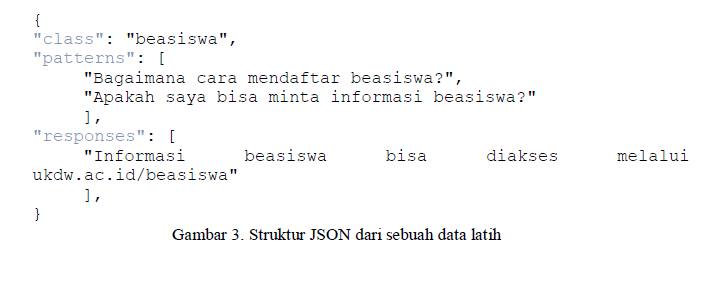 {
"class": "beasiswa",
"patterns": [
"Bagaimana cara mendaftar beasiswa?",
"Apakah saya bisa minta informasi beasiswa?"
],
"responses": [
"Informasi beasiswa bisa diakses melalui
ukdw.ac.id/beasiswa"
],
}
Gambar 3. Struktur JSON dari sebuah data latih